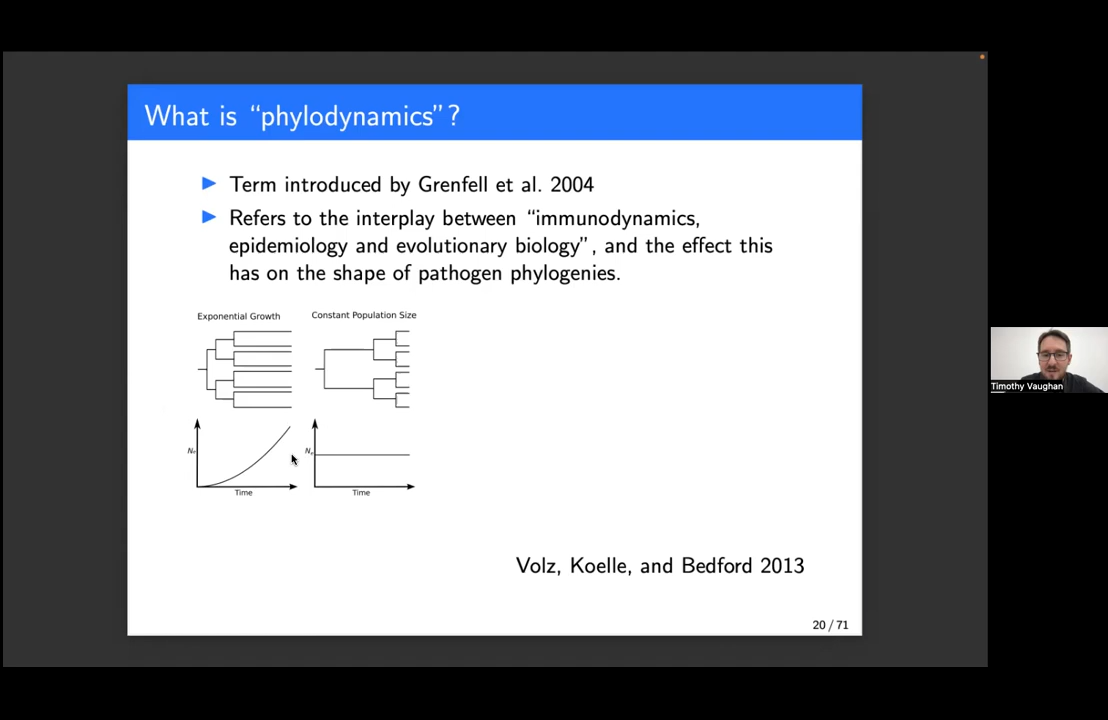 What is “phylodynamics”?
▶ Term introduced by Grenfell et al. 2004
▶ Refers to the interplay between “immunodynamics,
epidemiology and evolutionary biology”, and the effect this
has on the shape of pathogen phylogenies.
Exponential Growth
Constant Population Size
Nₑ
Time
Nₑ
Time
Volz, Koelle, and Bedford 2013
20 / 71
Timothy Vaughan